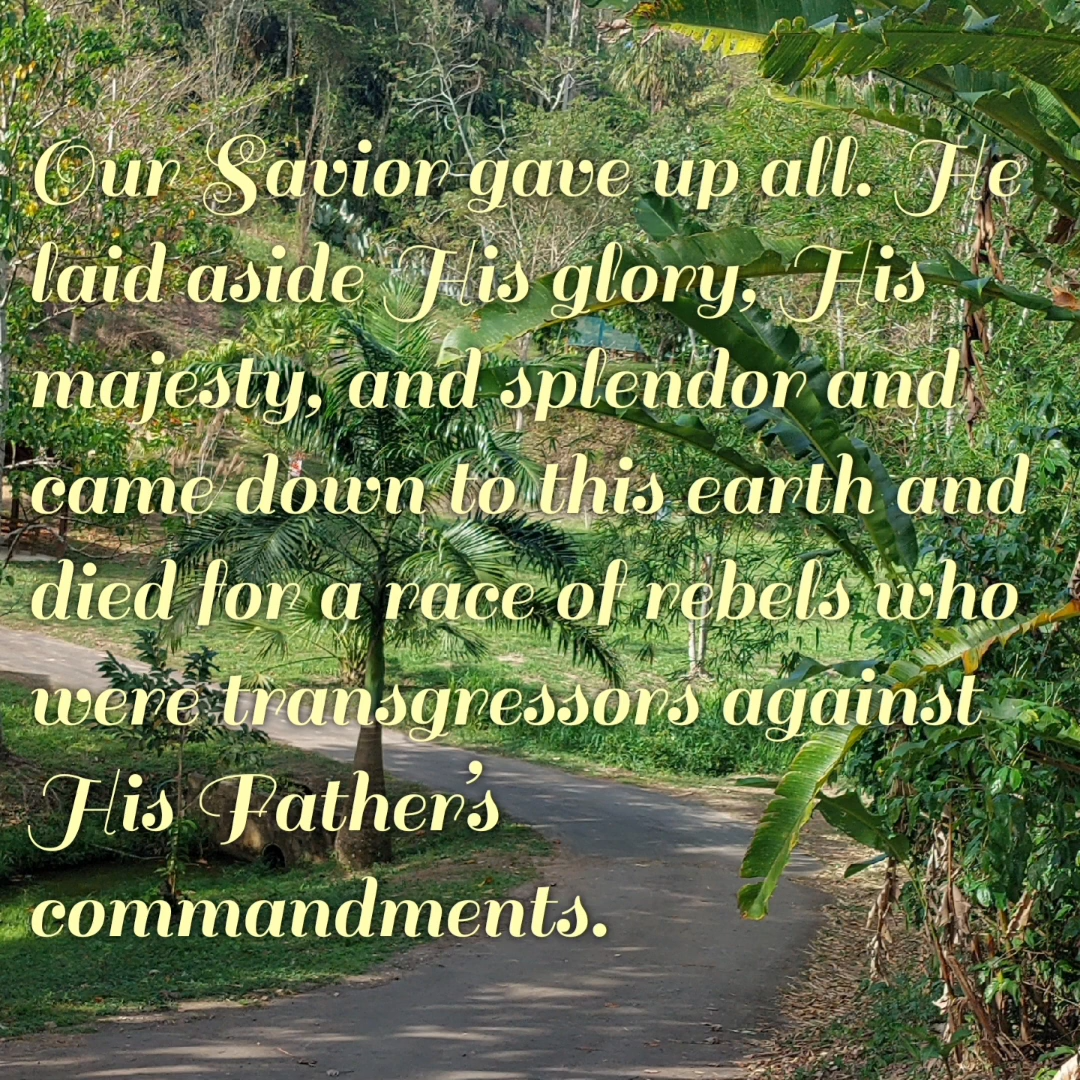 Our Savior gave up all.  He
laid aside His glory, His
majesty, and splendor and
came down to this earth and
died for a race of rebels who
were transgressors against
His Father’s
commandments.